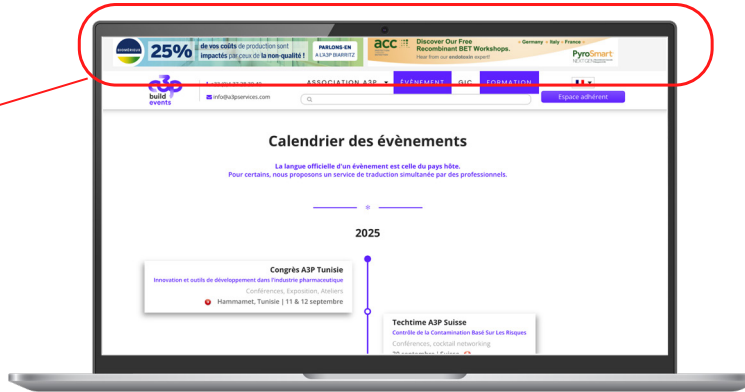 BIOMÉRIEUX
25% de vos coûts de production sont
impactés par ceux de la non-qualité !
PARLONS-EN
À L'A3P BIARRITZ
acc
Discover Our Free
Recombinant BET Workshops.
Hear from our endotoxin expert!
Germany - Italy - France
PyroSmart
a3p
build
events
info@a3pservices.com
ASSOCIATION A3P
ÉVÈNEMENT
GIC
FORMATION
Espace adhérent
Calendrier des évènements
La langue officielle d'un évènement est celle du pays hôte.
Pour certains, nous proposons un service de traduction simultanée par des professionnels.
2025
Congrès A3P Tunisie
Innovation et outils de développement dans l'industrie pharmaceutique
Conférences, Exposition, Ateliers
Hammamet, Tunisie | 11 & 12 septembre
Techtime A3P Suisse
Contrôle de la Contamination Basé Sur Les Risques
Conférences, cocktail networking